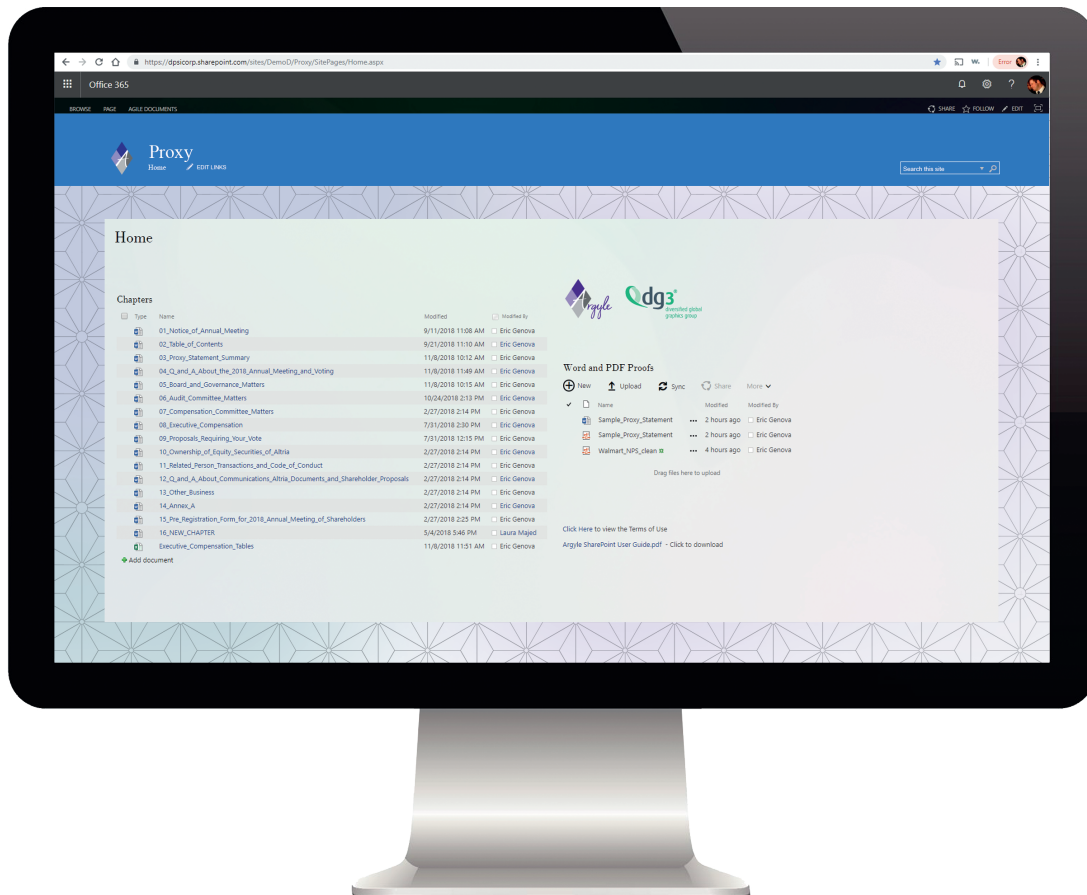 https://dpsicorp.sharepoint.com/sites/DemoD/Proxy/SitePages/Home.aspx
W.
Error
Office 365
?
BROWSE PAGE AGILE DOCUMENTS
SHARE FOLLOW EDIT
Proxy
Home EDIT LINKS
Search this site
Home
Chapters
Type Name Modified Modified By
01_Notice_of_Annual_Meeting 9/11/2018 11:08 AM Eric Genova
02_Table_of_Contents 9/21/2018 11:10 AM Eric Genova
03_Proxy_Statement_Summary 11/8/2018 10:12 AM Eric Genova
04_Q_and_A_About_the_2018_Annual_Meeting_and_Voting 11/8/2018 11:49 AM Eric Genova
05_Board_and_Governance_Matters 11/8/2018 10:15 AM Eric Genova
06_Audit_Committee_Matters 10/24/2018 2:13 PM Eric Genova
07_Compensation_Committee_Matters 2/27/2018 2:14 PM Eric Genova
08_Executive_Compensation 7/31/2018 2:30 PM Eric Genova
09_Proposals_Requiring_Your_Vote 7/31/2018 12:15 PM Eric Genova
10_Ownership_of_Equity_Securities_of_Altria 2/27/2018 2:14 PM Eric Genova
11_Related_Person_Transactions_and_Code_of_Conduct 2/27/2018 2:14 PM Eric Genova
12_Q_and_A_About_Communications_Altria_Documents_and_Shareholder_Proposals 2/27/2018 2:14 PM Eric Genova
13_Other_Business 2/27/2018 2:14 PM Eric Genova
14_Annex_A 2/27/2018 2:14 PM Eric Genova
15_Pre_Registration_Form_for_2018_Annual_Meeting_of_Shareholders 2/27/2018 2:25 PM Eric Genova
16_NEW_CHAPTER 5/4/2018 5:46 PM Laura Majed
Executive_Compensation_Tables 11/8/2018 11:51 AM Eric Genova
Add document
Argyle
dg3®
diversified global
graphics group
Word and PDF Proofs
New Upload Sync Share More
Name Modified Modified By
Sample_Proxy_Statement ... 2 hours ago Eric Genova
Sample_Proxy_Statement ... 2 hours ago Eric Genova
Walmart_NPS_clean ... 4 hours ago Eric Genova
Drag files here to upload
Click Here to view the Terms of Use
Argyle SharePoint User Guide.pdf - Click to download